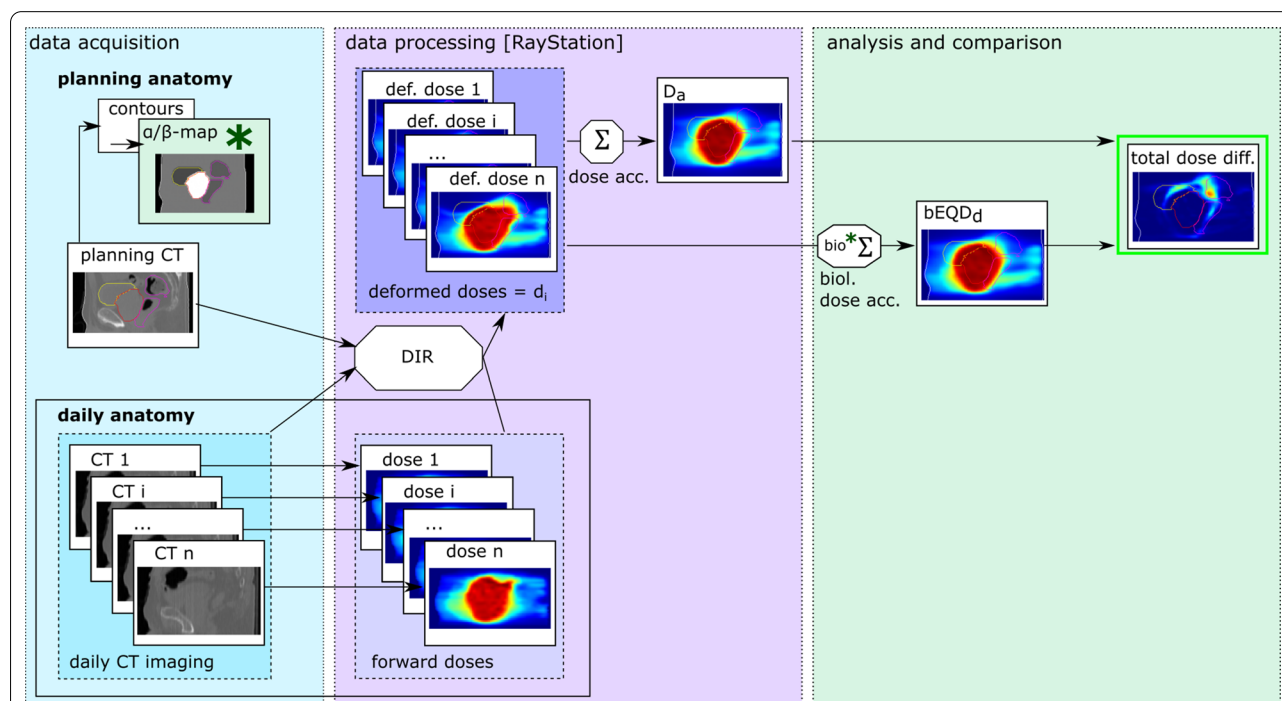 data acquisition
planning anatomy
contours
α/β-map *
planning CT
daily anatomy
CT 1
CT i
...
CT n
daily CT imaging
data processing [RayStation]
def. dose 1
def. dose i
...
def. dose n
deformed doses = di
Σ
dose acc.
Da
DIR
dose 1
dose i
...
dose n
forward doses
analysis and comparison
bio*Σ
biol.
dose acc.
bEQDd
total dose diff.